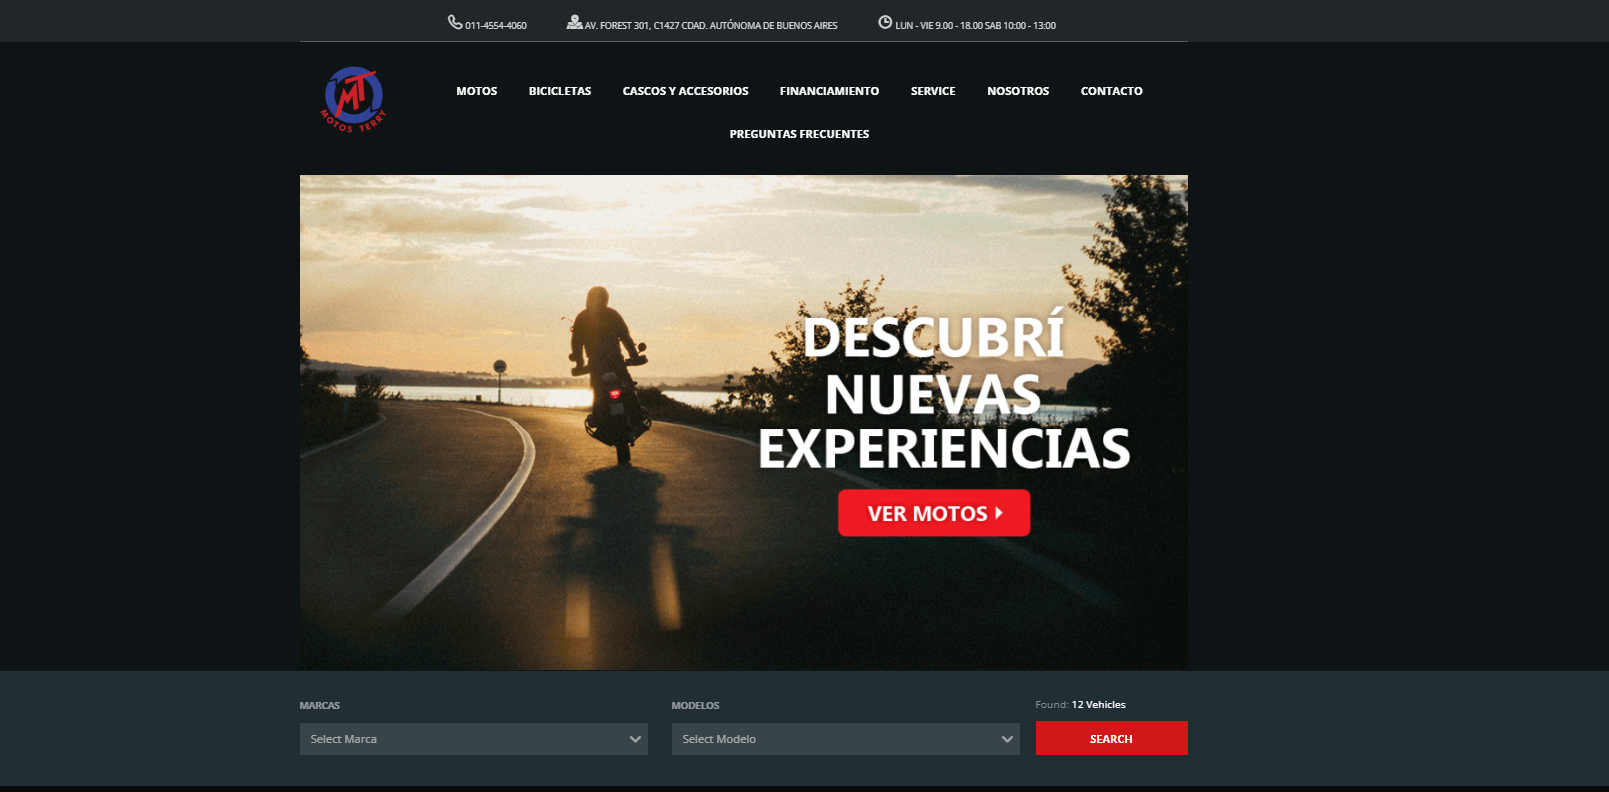 011-4554-4060 AV. FOREST 301, C1427 CDAD. AUTÓNOMA DE BUENOS AIRES LUN - VIE 9.00 - 18.00 SAB 10:00 - 13:00
MT
MOTOS TERRY
MOTOS BICICLETAS CASCOS Y ACCESORIOS FINANCIAMIENTO SERVICE NOSOTROS CONTACTO
PREGUNTAS FRECUENTES
DESCUBRÍ
NUEVAS
EXPERIENCIAS
VER MOTOS
MARCAS MODELOS Found: 12 Vehicles
Select Marca Select Modelo SEARCH